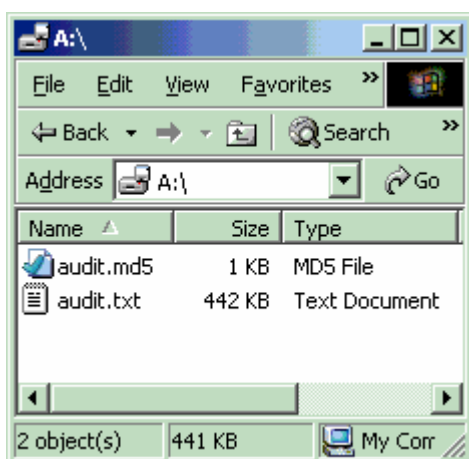 A:\
File Edit View Favorites »
Back Search »
Address A:\ Go
Name Size Type
audit.md5 1 KB MD5 File
audit.txt 442 KB Text Document
2 object(s) 441 KB My Com